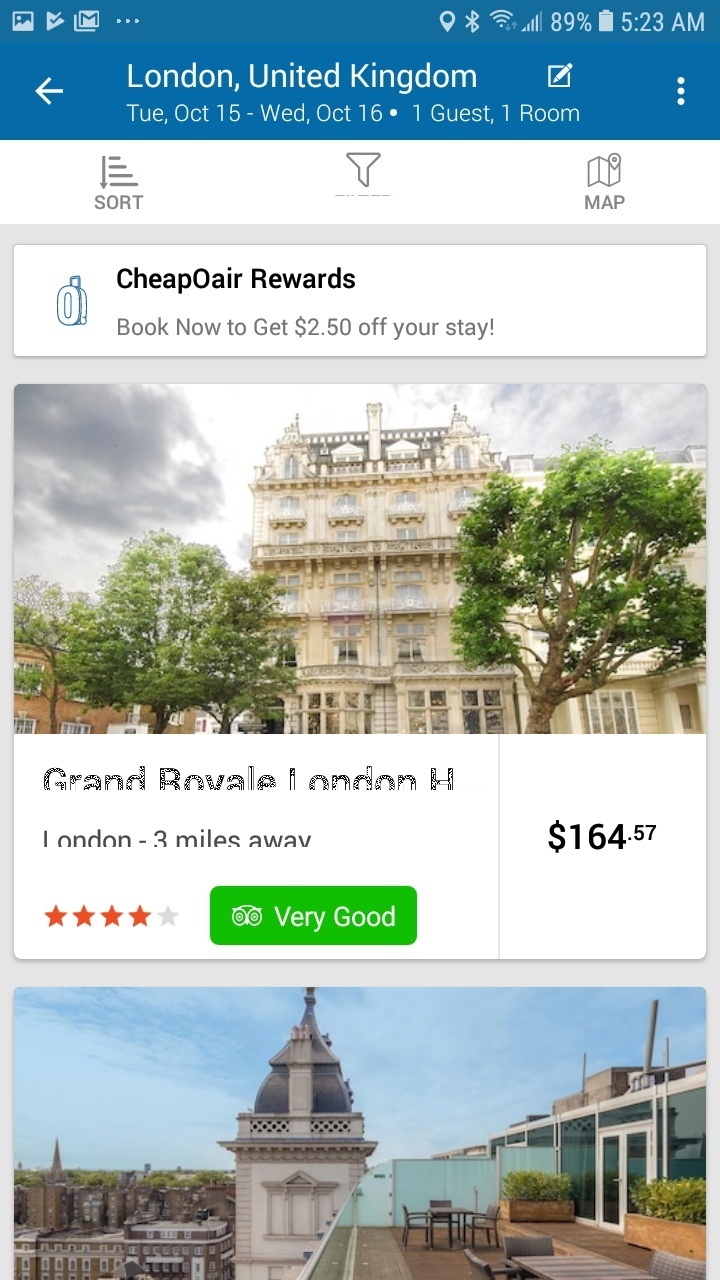 89% 5:23 AM
London, United Kingdom
Tue, Oct 15 - Wed, Oct 16 • 1 Guest, 1 Room
SORT
MAP
CheapOair Rewards
Book Now to Get $2.50 off your stay!
Grand Royale London H
London - 3 miles away
$164.57
Very Good